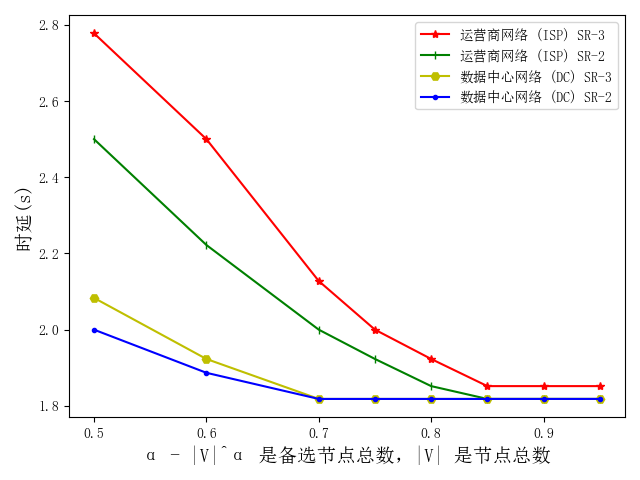 2.8
2.6
2.4
2.2
2.0
1.8
时延(s)
运营商网络 (ISP) SR-3
运营商网络 (ISP) SR-2
数据中心网络 (DC) SR-3
数据中心网络 (DC) SR-2
0.5 0.6 0.7 0.8 0.9
α - |V|^α 是备选节点总数, |V| 是节点总数